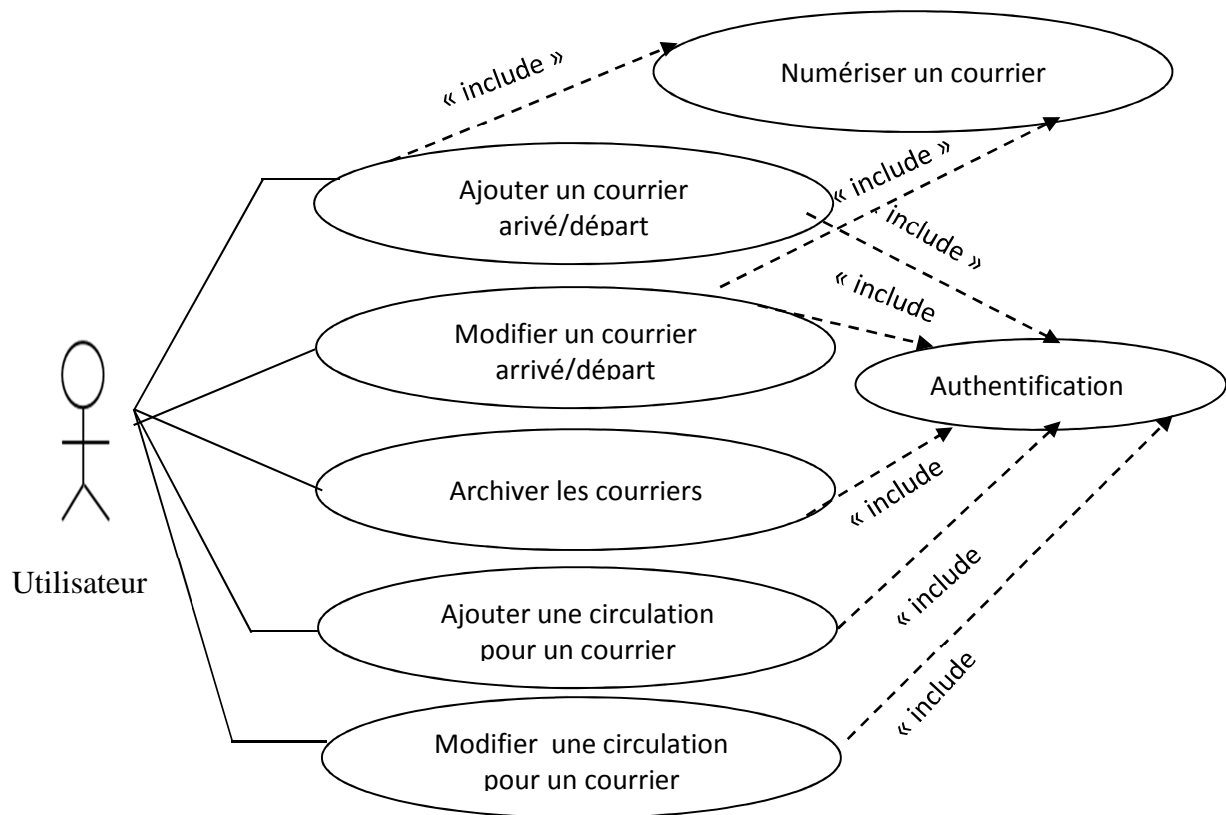 « include »
Numériser un courrier
Ajouter un courrier
arivé/départ
« include »
include »
« include
Modifier un courrier
arrivé/départ
Authentification
Archiver les courriers
« include
Utilisateur
Ajouter une circulation
pour un courrier
« include
« include
Modifier une circulation
pour un courrier